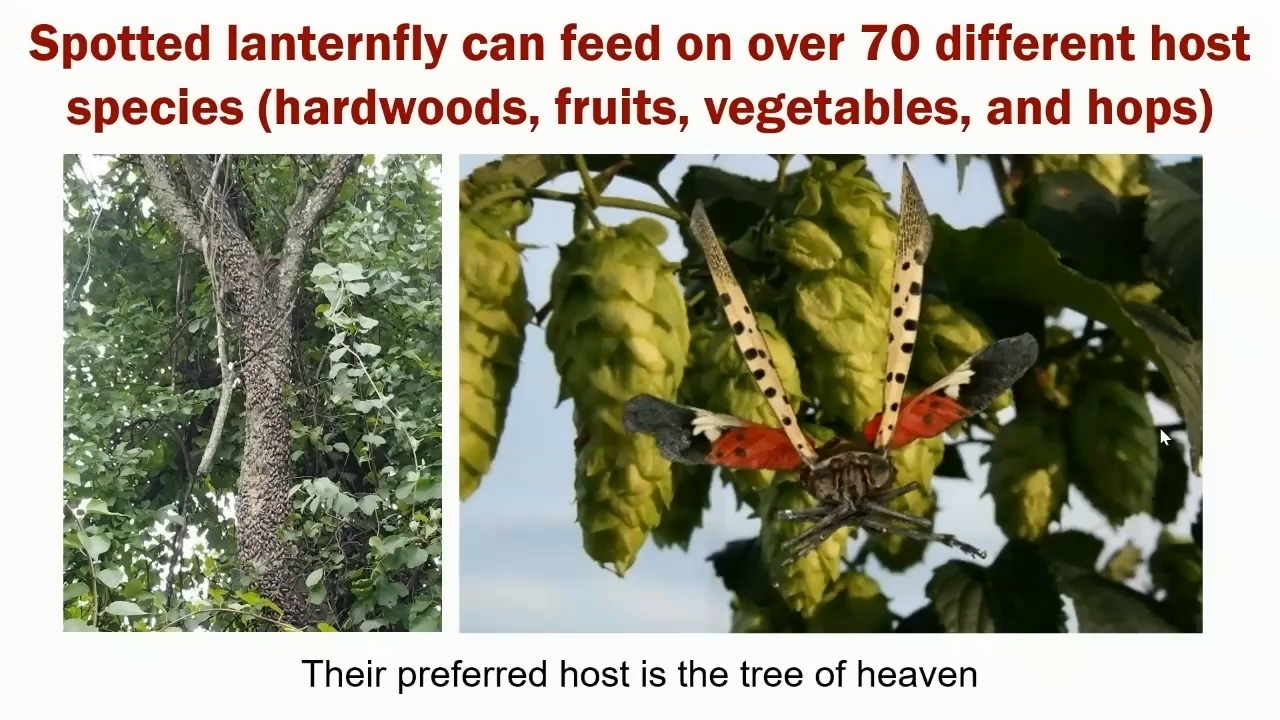 Spotted lanternfly can feed on over 70 different host
species (hardwoods, fruits, vegetables, and hops)
Their preferred host is the tree of heaven